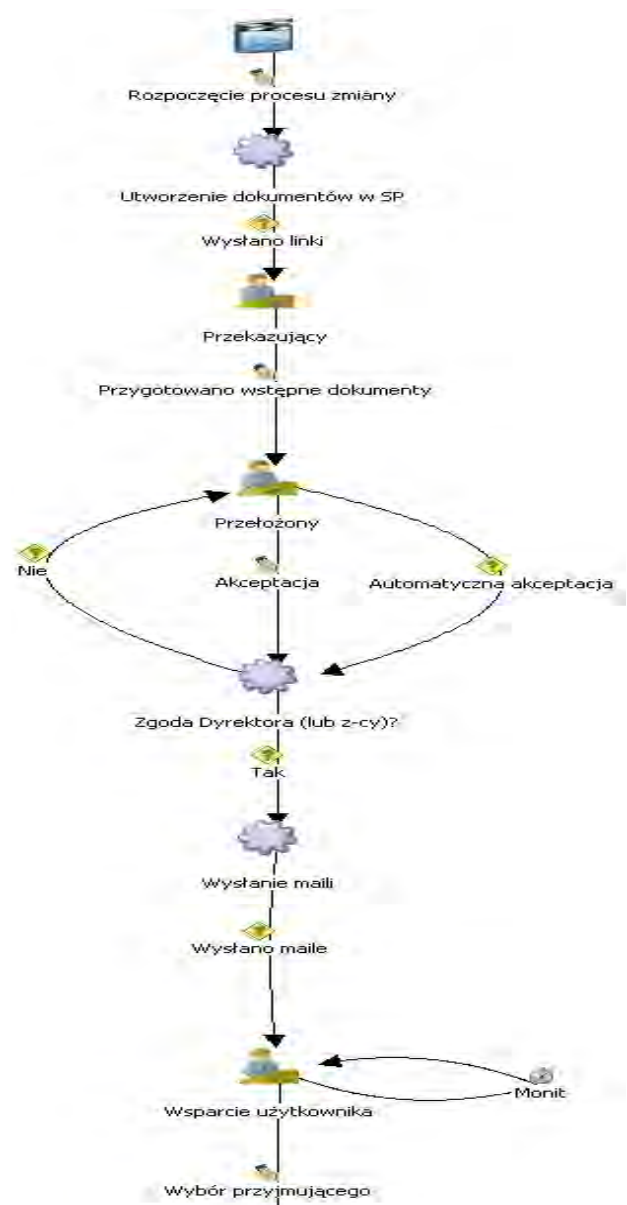 Rozpoczęcie procesu zmiany
Utworzenie dokumentów w SP
Wysłano linki
Przekazujący
Przygotowano wstępne dokumenty
Przełożony
Nie
Akceptacja
Automatyczna akceptacja
Zgoda Dyrektora (lub z-cy)?
Tak
Wysłanie maili
Wysłano maile
Wsparcie użytkownika
Monit
Wybór przyjmującego